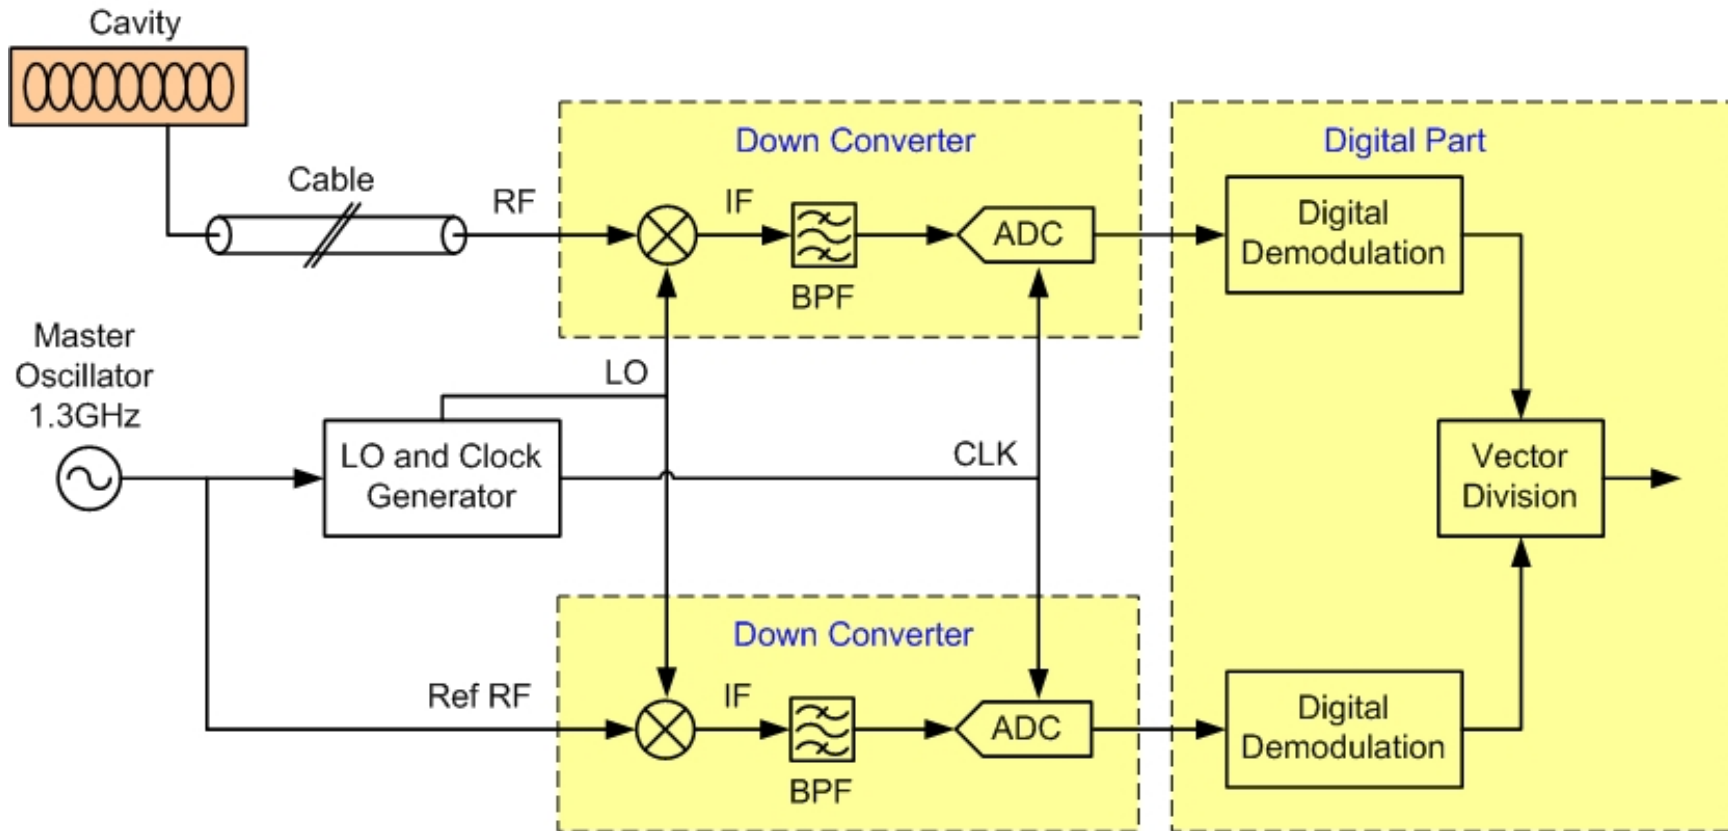 Cavity
Down Converter
Digital Part
Cable
RF
IF
BPF
ADC
Digital
Demodulation
Master
Oscillator
1.3GHz
LO
LO and Clock
Generator
CLK
Vector
Division
Down Converter
Ref RF
IF
BPF
ADC
Digital
Demodulation